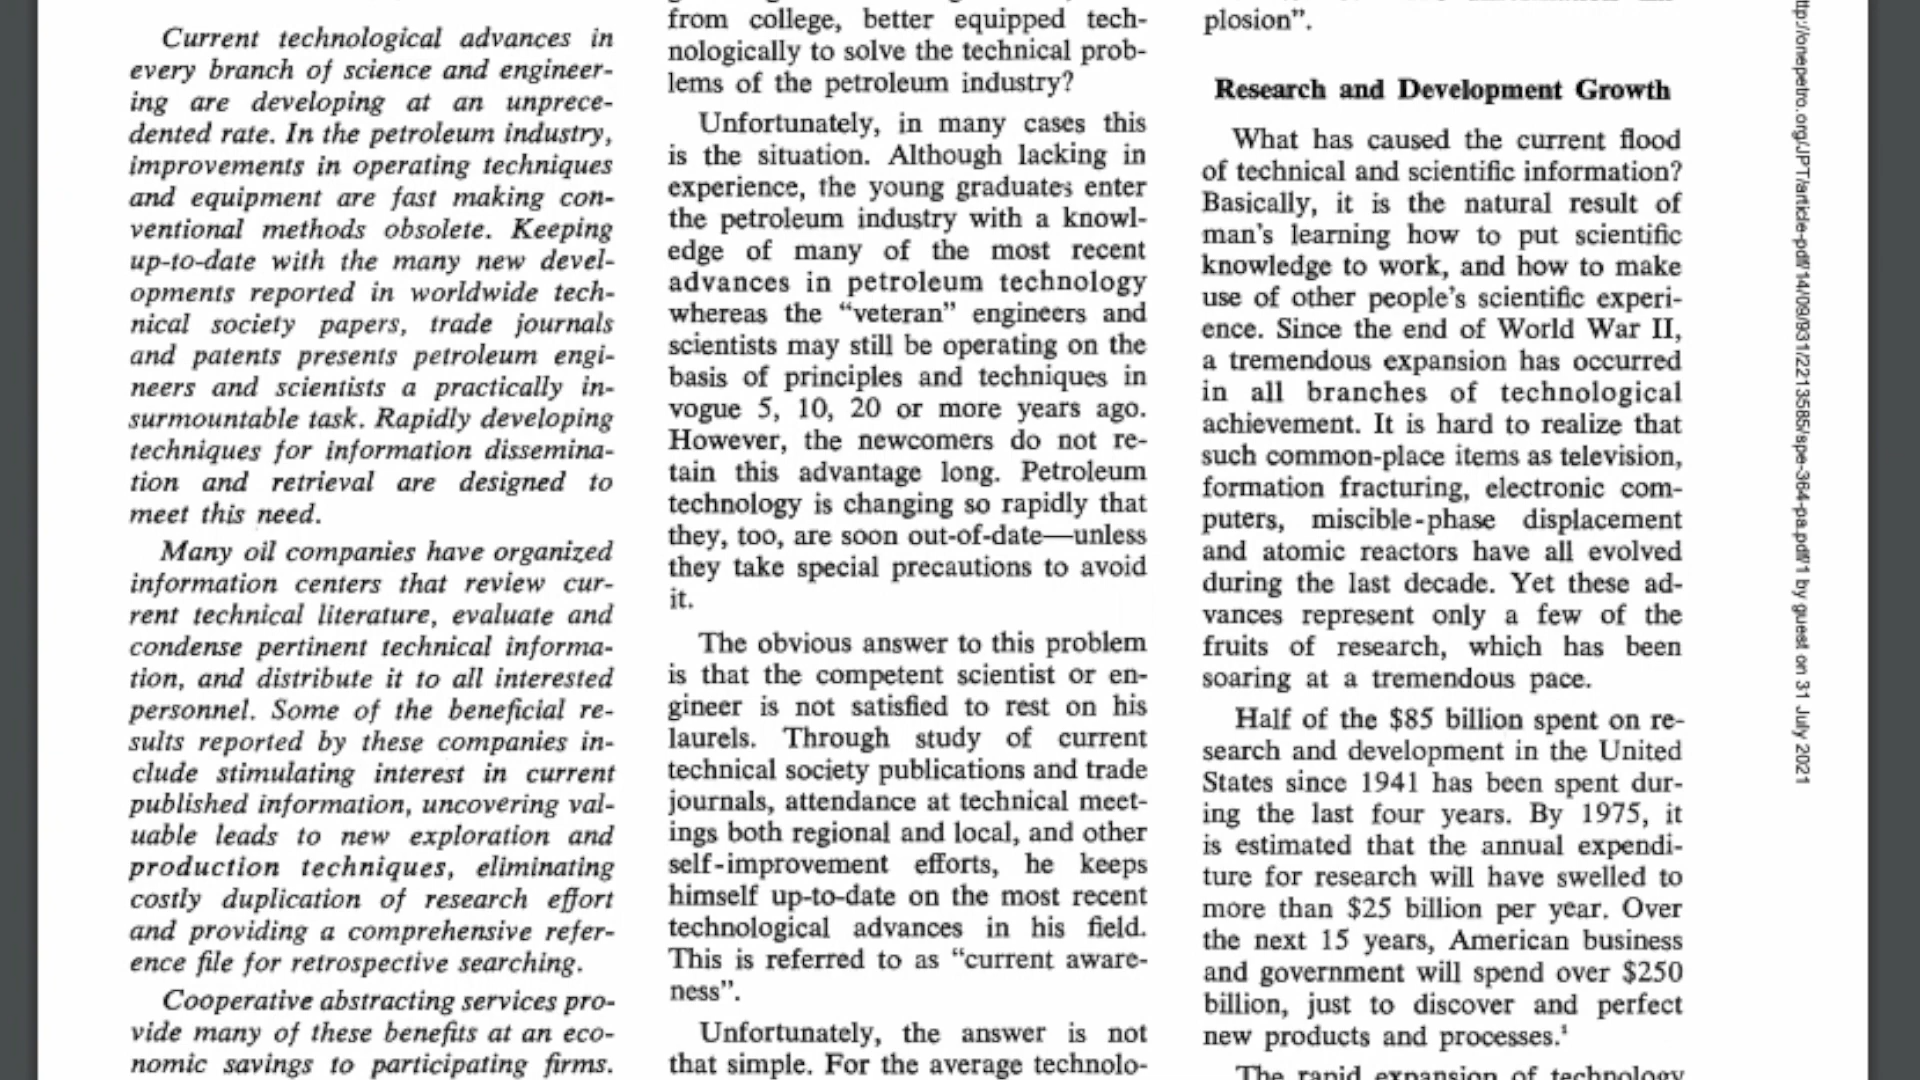 Current technological advances in
every branch of science and engineer-
ing are developing at an unprece-
dented rate. In the petroleum industry,
improvements in operating techniques
and equipment are fast making con-
ventional methods obsolete. Keeping
up-to-date with the many new devel-
opments reported in worldwide tech-
nical society papers, trade journals
and patents presents petroleum engi-
neers and scientists a practically in-
surmountable task. Rapidly developing
techniques for information dissemina-
tion and retrieval are designed to
meet this need.
Many oil companies have organized
information centers that review cur-
rent technical literature, evaluate and
condense pertinent technical informa-
tion, and distribute it to all interested
personnel. Some of the beneficial re-
sults reported by these companies in-
clude stimulating interest in current
published information, uncovering val-
uable leads to new exploration and
production techniques, eliminating
costly duplication of research effort
and providing a comprehensive refer-
ence file for retrospective searching.
Cooperative abstracting services pro-
vide many of these benefits at an eco-
nomic savings to participating firms.
from college, better equipped tech-
nologically to solve the technical prob-
lems of the petroleum industry?
Unfortunately, in many cases this
is the situation. Although lacking in
experience, the young graduates enter
the petroleum industry with a knowl-
edge of many of the most recent
advances in petroleum technology
whereas the “veteran” engineers and
scientists may still be operating on the
basis of principles and techniques in
vogue 5, 10, 20 or more years ago.
However, the newcomers do not re-
tain this advantage long. Petroleum
technology is changing so rapidly that
they, too, are soon out-of-date—unless
they take special precautions to avoid
it.
The obvious answer to this problem
is that the competent scientist or en-
gineer is not satisfied to rest on his
laurels. Through study of current
technical society publications and trade
journals, attendance at technical meet-
ings both regional and local, and other
self-improvement efforts, he keeps
himself up-to-date on the most recent
technological advances in his field.
This is referred to as “current aware-
ness”.
Unfortunately, the answer is not
that simple. For the average technolo-
plosion”.
Research and Development Growth
What has caused the current flood
of technical and scientific information?
Basically, it is the natural result of
man's learning how to put scientific
knowledge to work, and how to make
use of other people's scientific experi-
ence. Since the end of World War II,
a tremendous expansion has occurred
in all branches of technological
achievement. It is hard to realize that
such common-place items as television,
formation fracturing, electronic com-
puters, miscible-phase displacement
and atomic reactors have all evolved
during the last decade. Yet these ad-
vances represent only a few of the
fruits of research, which has been
soaring at a tremendous pace.
Half of the $85 billion spent on re-
search and development in the United
States since 1941 has been spent dur-
ing the last four years. By 1975, it
is estimated that the annual expendi-
ture for research will have swelled to
more than $25 billion per year. Over
the next 15 years, American business
and government will spend over $250
billion, just to discover and perfect
new products and processes.¹
The rapid expansion of technology
ttp://onepetro.org/JPT/article-pdf/14/09/931/2213585/spe-364-pa.pdf/1 by guest on 31 July 2021